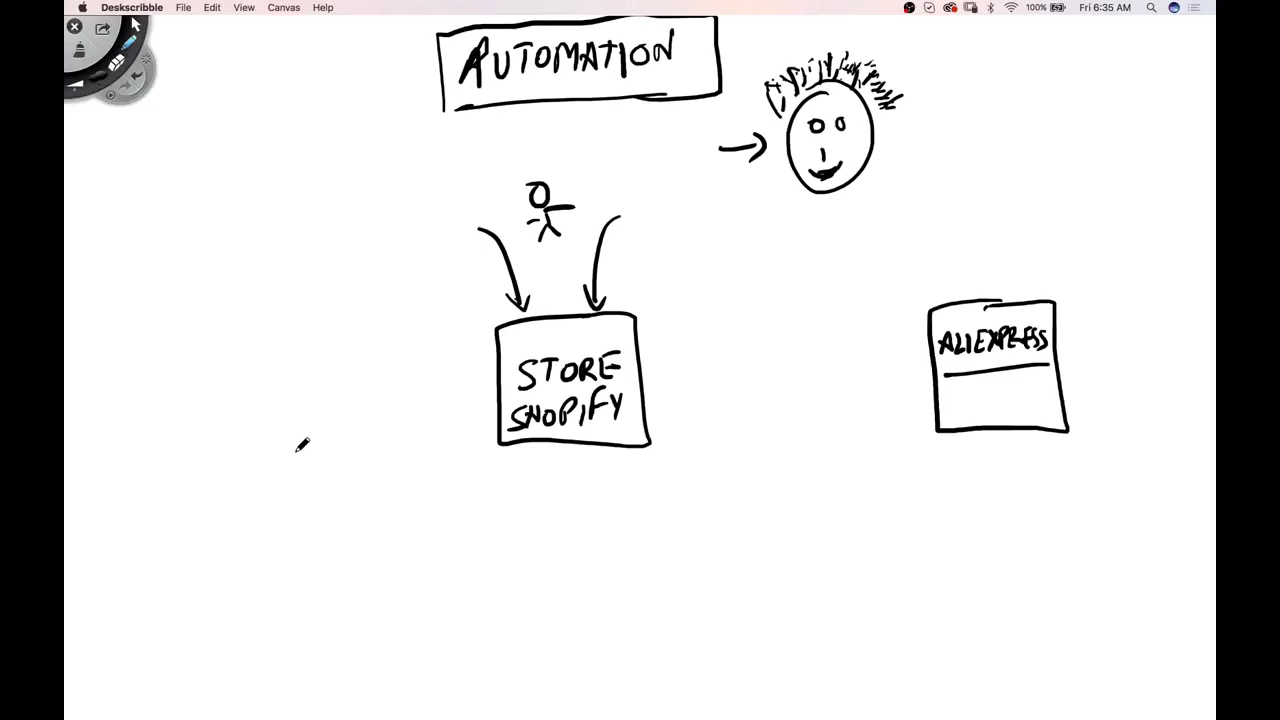 Deskscribble File Edit View Canvas Help 100% Fri 6:35 AM
AUTOMATION
STORE
SHOPIFY
ALIEXPRESS